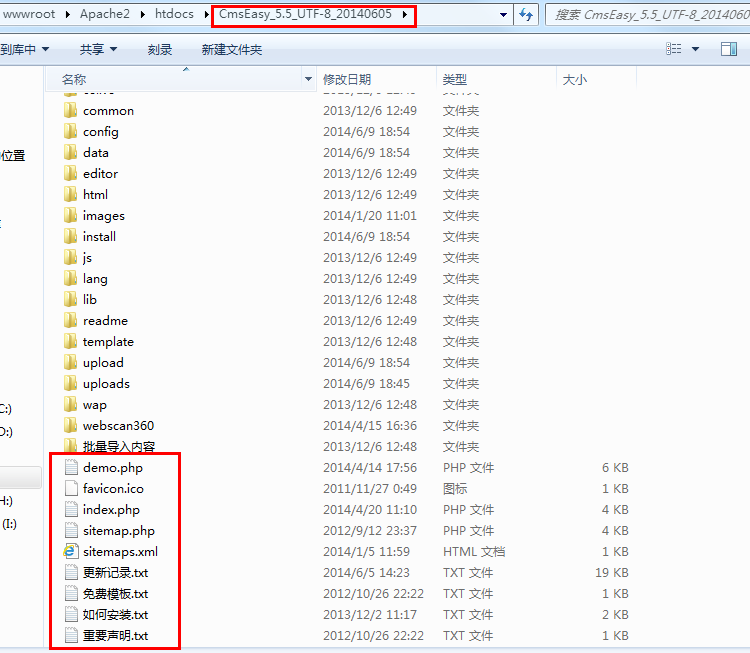 wwwroot Apache2 htdocs CmsEasy_5.5_UTF-8_20140605 搜索 CmsEasy_5.5_UTF-8_2014060
到库中 共享 刻录 新建文件夹
名称 修改日期 类型 大小
common 2013/12/6 12:49 文件夹
config 2014/6/9 18:54 文件夹
data 2014/6/9 18:54 文件夹
位置
editor 2013/12/6 12:49 文件夹
html 2013/12/6 12:49 文件夹
images 2014/1/20 11:01 文件夹
install 2014/6/9 18:54 文件夹
js 2013/12/6 12:49 文件夹
lang 2013/12/6 12:49 文件夹
lib 2013/12/6 12:48 文件夹
readme 2013/12/6 12:49 文件夹
template 2013/12/6 12:48 文件夹
upload 2014/6/9 18:54 文件夹
uploads 2014/6/9 18:45 文件夹
C:) wap 2013/12/6 12:48 文件夹
D:) webscan360 2014/4/15 16:36 文件夹
批量导入内容 2013/12/6 12:48 文件夹
demo.php 2014/4/14 17:56 PHP 文件 6 KB
favicon.ico 2011/11/27 0:49 图标 1 KB
H:) index.php 2014/4/20 11:10 PHP 文件 4 KB
(I:) sitemap.php 2012/9/12 23:37 PHP 文件 4 KB
sitemaps.xml 2014/1/5 11:59 HTML 文档 1 KB
更新记录.txt 2014/6/5 14:23 TXT 文件 19 KB
免费模板.txt 2012/10/26 22:22 TXT 文件 1 KB
如何安装.txt 2013/12/2 11:17 TXT 文件 2 KB
重要声明.txt 2012/10/26 22:22 TXT 文件 1 KB